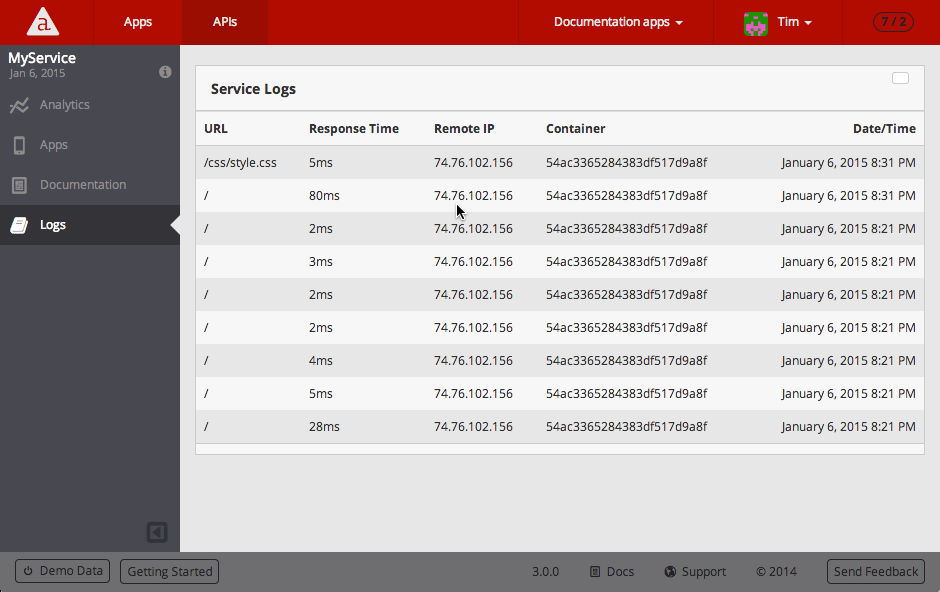 a Apps APIs Documentation apps Tim 7 / 2
MyService
Jan 6, 2015
Analytics
Apps
Documentation
Logs
Service Logs
URL Response Time Remote IP Container Date/Time
/css/style.css 5ms 74.76.102.156 54ac3365284383df517d9a8f January 6, 2015 8:31 PM
/ 80ms 74.76.102.156 54ac3365284383df517d9a8f January 6, 2015 8:31 PM
/ 2ms 74.76.102.156 54ac3365284383df517d9a8f January 6, 2015 8:21 PM
/ 3ms 74.76.102.156 54ac3365284383df517d9a8f January 6, 2015 8:21 PM
/ 2ms 74.76.102.156 54ac3365284383df517d9a8f January 6, 2015 8:21 PM
/ 2ms 74.76.102.156 54ac3365284383df517d9a8f January 6, 2015 8:21 PM
/ 4ms 74.76.102.156 54ac3365284383df517d9a8f January 6, 2015 8:21 PM
/ 5ms 74.76.102.156 54ac3365284383df517d9a8f January 6, 2015 8:21 PM
/ 28ms 74.76.102.156 54ac3365284383df517d9a8f January 6, 2015 8:21 PM
Demo Data Getting Started 3.0.0 Docs Support © 2014 Send Feedback